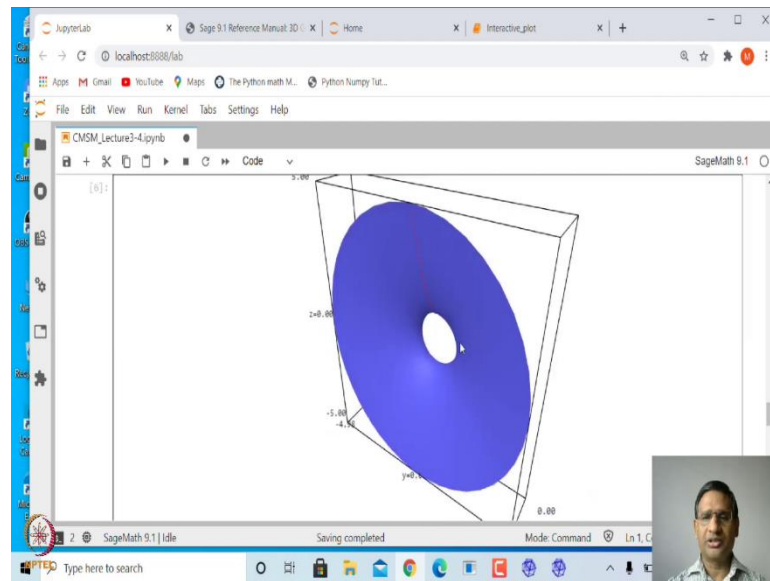 JupyterLab
Sage 9.1 Reference Manual: 3D G
Home
Interactive_plot
localhost:8888/lab
M
Apps
Gmail
YouTube
Maps
The Python math M...
Python Numpy Tut...
File Edit View Run Kernel Tabs Settings Help
CMSM_Lecture3-4.ipynb
Code
SageMath 9.1
[6]:
5.00
z=0.00
-5.00
0.00
2
SageMath 9.1 | Idle
Saving completed
Mode: Command
NPTEL
Type here to search